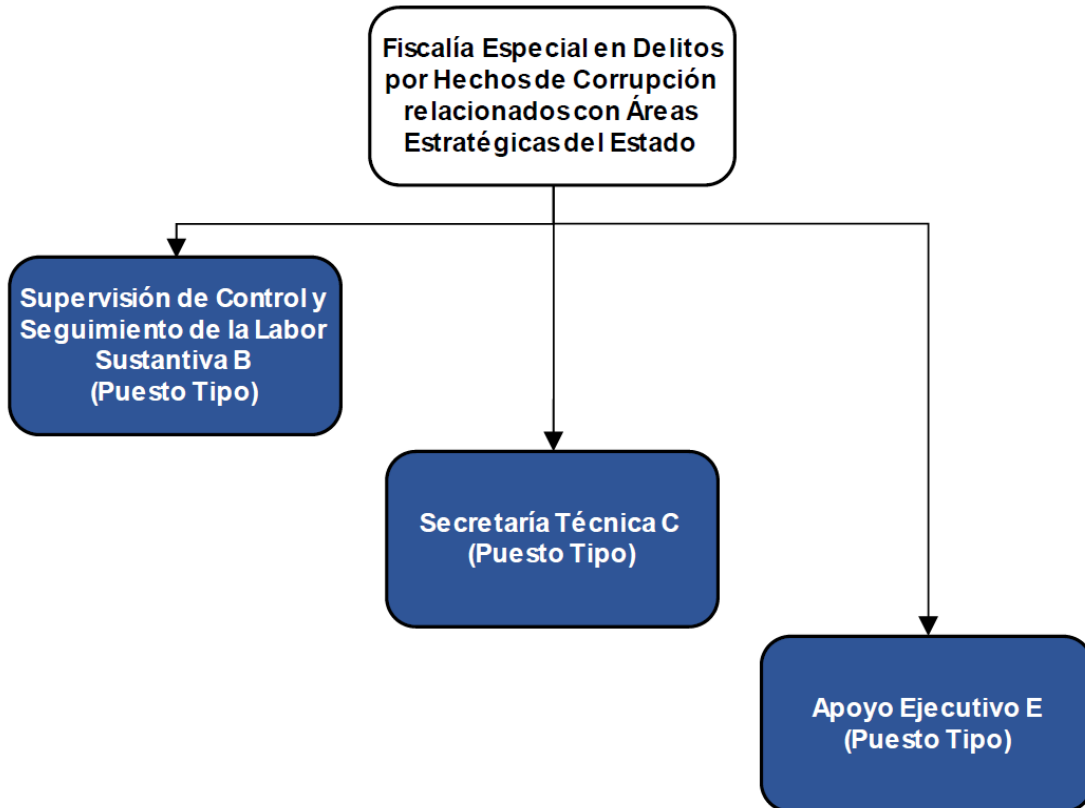 Fiscalía Especial en Delitos
por Hechos de Corrupción
relacionados con Áreas
Estratégicas del Estado
Supervisión de Control y
Seguimiento de la Labor
Sustantiva B
(Puesto Tipo)
Secretaría Técnica C
(Puesto Tipo)
Apoyo Ejecutivo E
(Puesto Tipo)